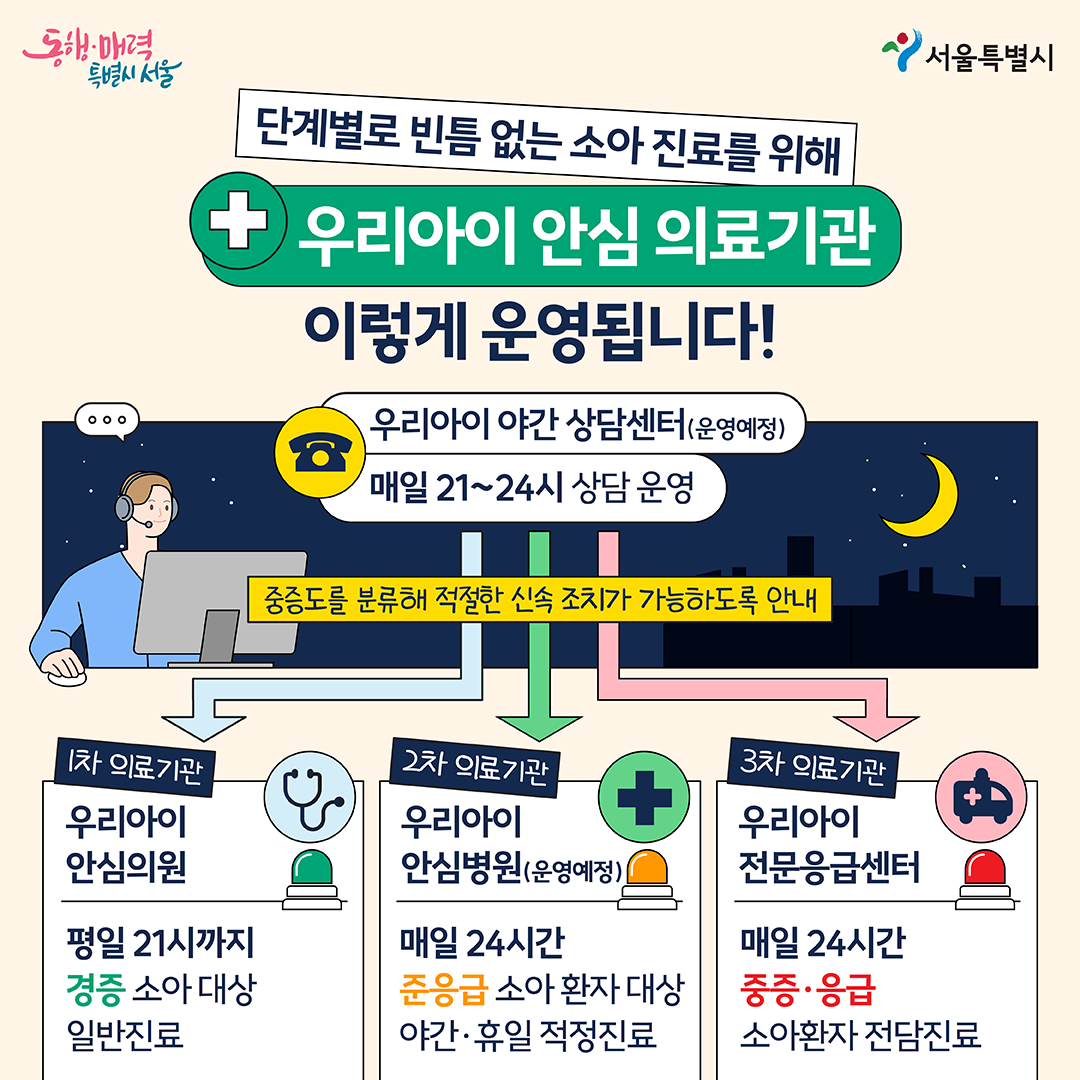 동행·매력
특별시 서울
서울특별시
단계별로 빈틈 없는 소아 진료를 위해
우리아이 안심 의료기관
이렇게 운영됩니다!
우리아이 야간 상담센터(운영예정)
매일 21~24시 상담 운영
중증도를 분류해 적절한 신속 조치가 가능하도록 안내
1차 의료기관
우리아이
안심의원
평일 21시까지
경증 소아 대상
일반진료
2차 의료기관
우리아이
안심병원(운영예정)
매일 24시간
준응급 소아 환자 대상
야간·휴일 적정진료
3차 의료기관
우리아이
전문응급센터
매일 24시간
중증·응급
소아환자 전담진료